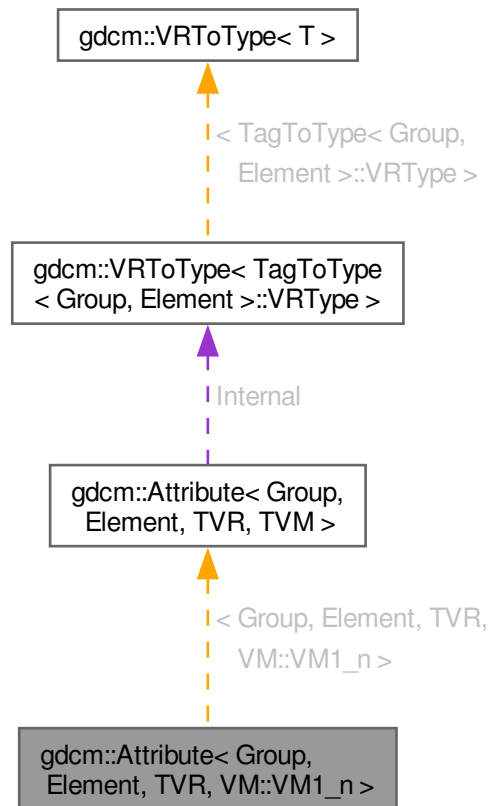 gdcm::VRToType< T >
< TagToType< Group,
Element >::VRType >
gdcm::VRToType< TagToType
< Group, Element >::VRType >
Internal
gdcm::Attribute< Group,
Element, TVR, TVM >
< Group, Element, TVR,
VM::VM1_n >
gdcm::Attribute< Group,
Element, TVR, VM::VM1_n >